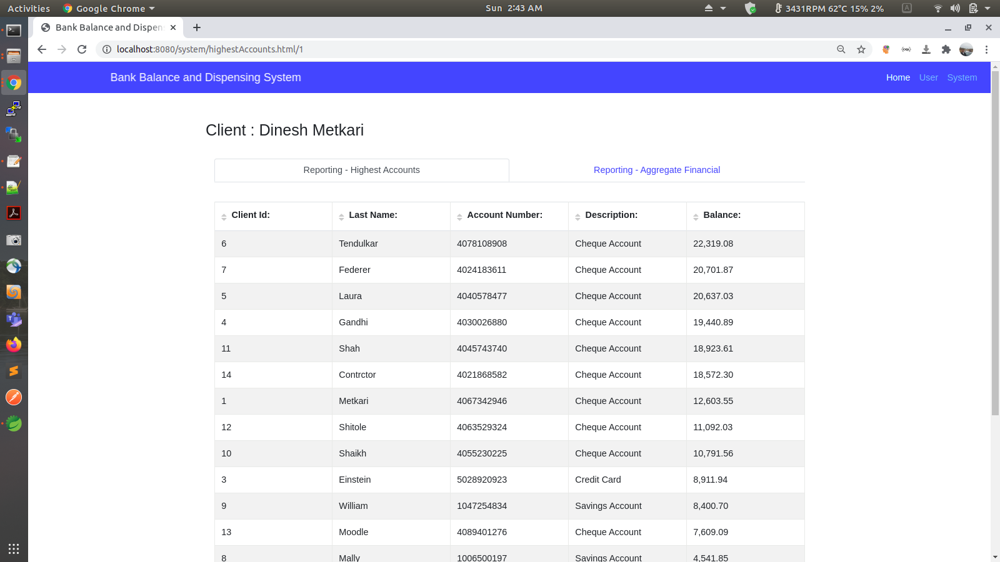 Activities Google Chrome Sun 2:43 AM 3431RPM 62°C 15% 2% A
Bank Balance and Dispen
localhost:8080/system/highestAccounts.html/1
Bank Balance and Dispensing System Home User System
Client : Dinesh Metkari
Reporting - Highest Accounts Reporting - Aggregate Financial
Client Id: Last Name: Account Number: Description: Balance:
6 Tendulkar 4078108908 Cheque Account 22,319.08
7 Federer 4024183611 Cheque Account 20,701.87
5 Laura 4040578477 Cheque Account 20,637.03
4 Gandhi 4030026880 Cheque Account 19,440.89
11 Shah 4045743740 Cheque Account 18,923.61
14 Contrctor 4021868582 Cheque Account 18,572.30
1 Metkari 4067342946 Cheque Account 12,603.55
12 Shitole 4063529324 Cheque Account 11,092.03
10 Shaikh 4055230225 Cheque Account 10,791.56
3 Einstein 5028920923 Credit Card 8,911.94
9 William 1047254834 Savings Account 8,400.70
13 Moodle 4089401276 Cheque Account 7,609.09
8 Mally 1006500197 Savings Account 4,541.85